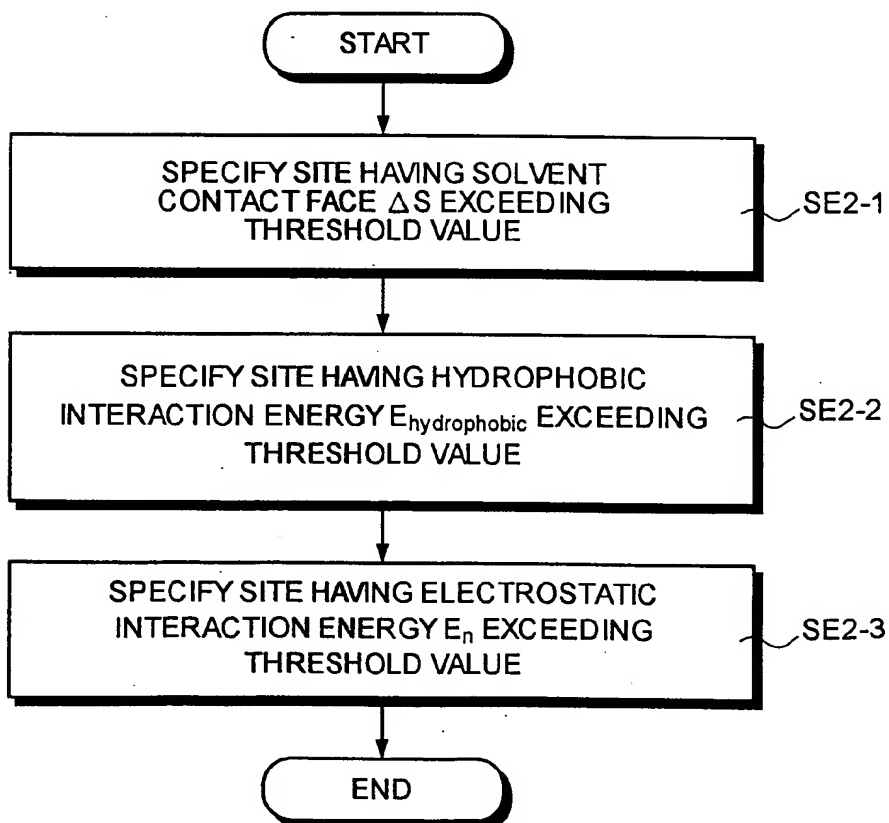 START
SPECIFY SITE HAVING SOLVENT
CONTACT FACE ΔS EXCEEDING
THRESHOLD VALUE
SE2-1
SPECIFY SITE HAVING HYDROPHOBIC
INTERACTION ENERGY Ehydrophobic EXCEEDING
THRESHOLD VALUE
SE2-2
SPECIFY SITE HAVING ELECTROSTATIC
INTERACTION ENERGY En EXCEEDING
THRESHOLD VALUE
SE2-3
END